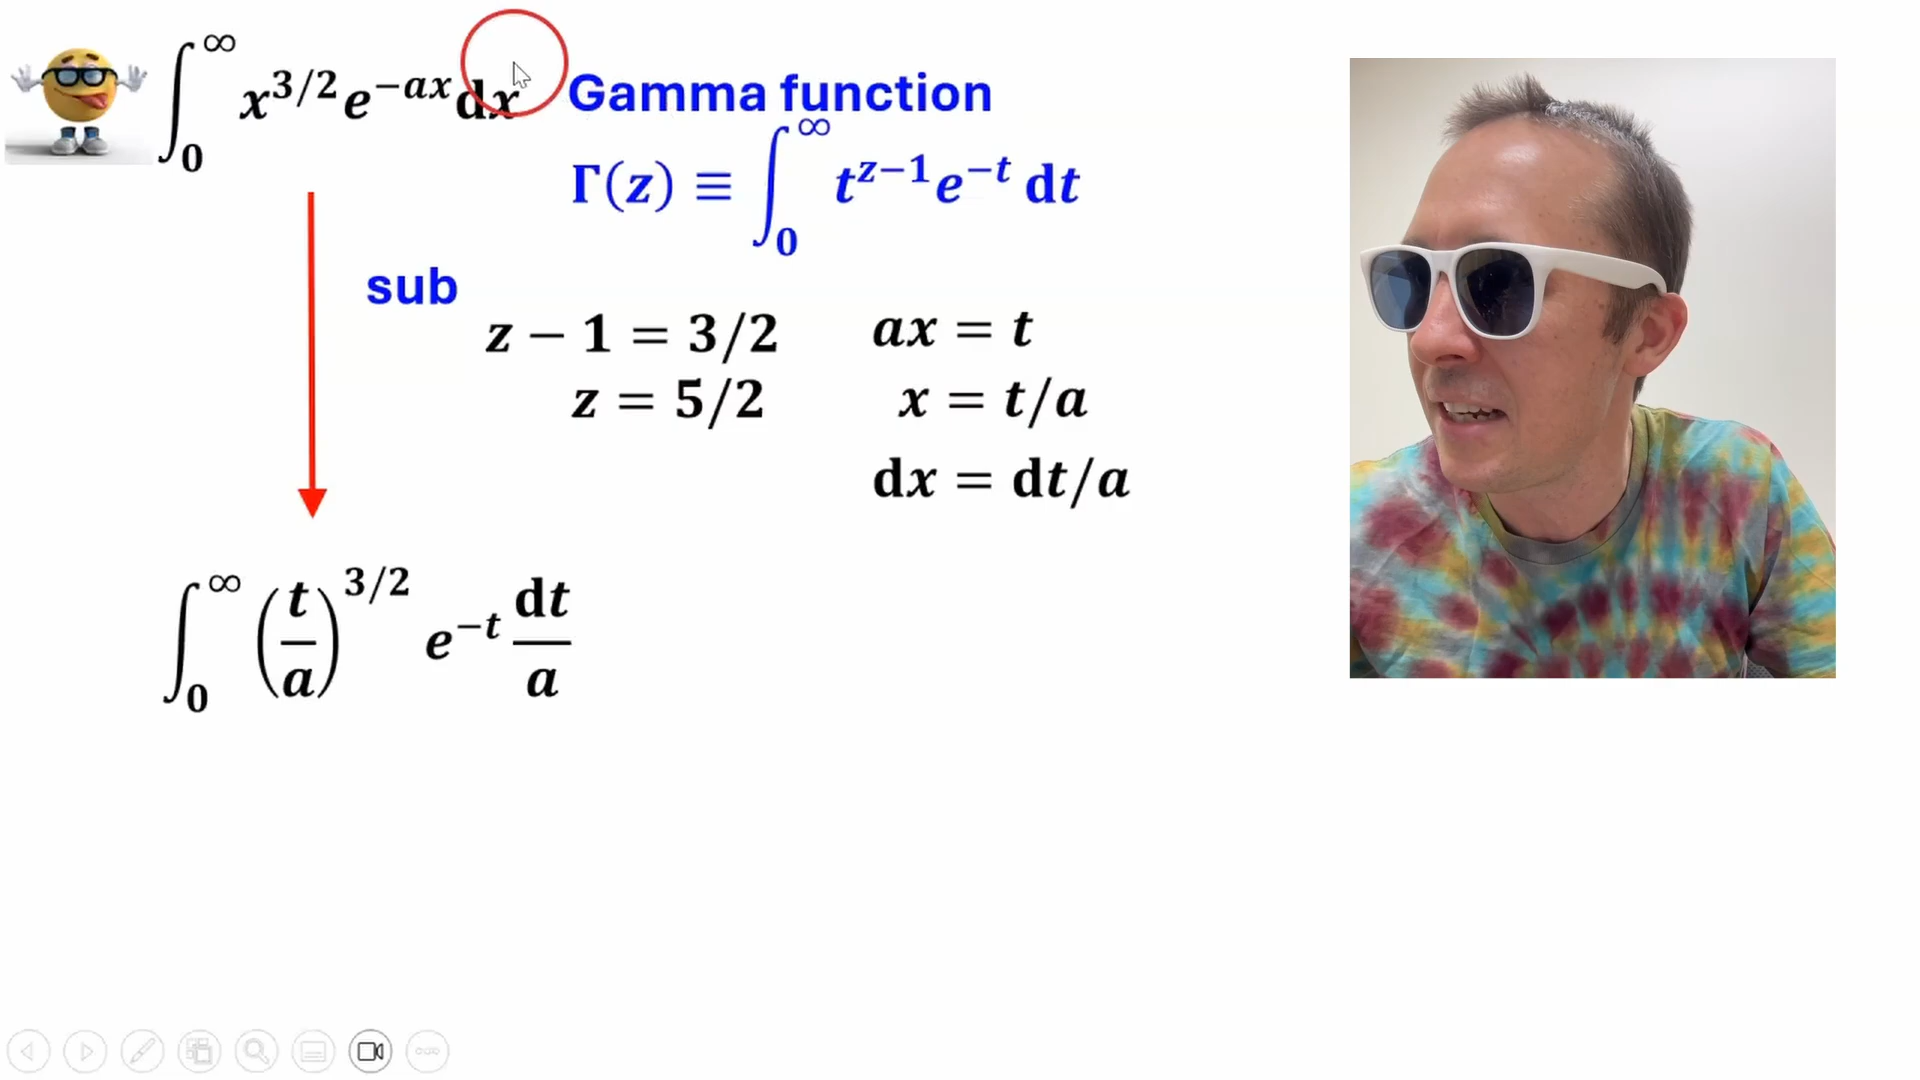 ∫₀^∞ x^{3/2} e^{−ax} dx
Gamma function
Γ(z) ≡ ∫₀^∞ t^{z−1} e^{−t} dt
sub
z − 1 = 3/2
ax = t
z = 5/2
x = t/a
dx = dt/a
∫₀^∞ (t/a)^{3/2} e^{−t} dt/a